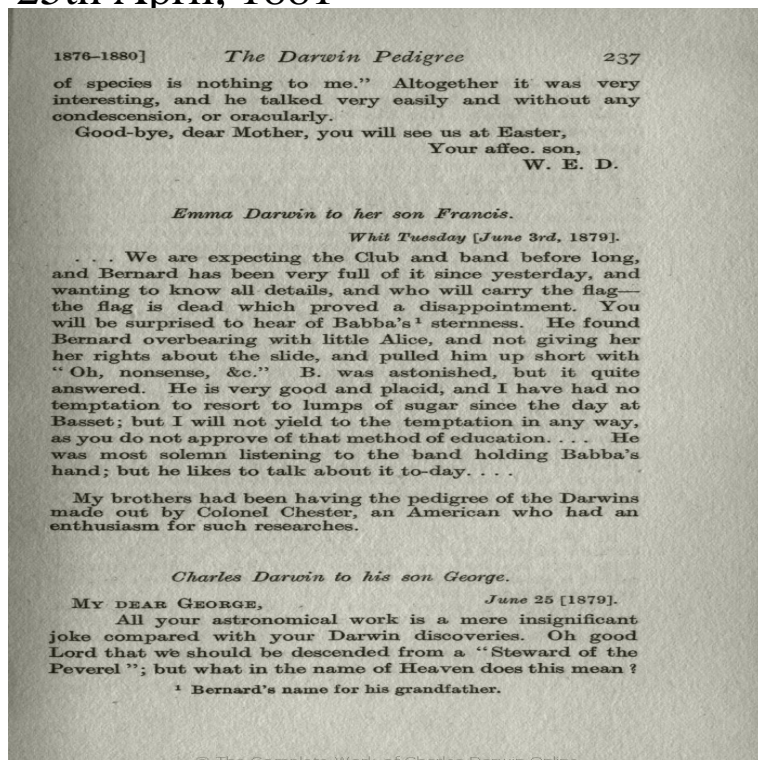 25th April, 1881
1876–1880] The Darwin Pedigree 237
of species is nothing to me." Altogether it was very
interesting, and he talked very easily and without any
condescension, or oracularly.
Good-bye, dear Mother, you will see us at Easter,
Your affec. son,
W. E. D.
Emma Darwin to her son Francis.
Whit Tuesday [June 3rd, 1879].
. . . We are expecting the Club and band before long,
and Bernard has been very full of it since yesterday, and
wanting to know all details, and who will carry the flag—
the flag is dead which proved a disappointment. You
will be surprised to hear of Babba's¹ sternness. He found
Bernard overbearing with little Alice, and not giving her
her rights about the slide, and pulled him up short with
"Oh, nonsense, &c." B. was astonished, but it quite
answered. He is very good and placid, and I have had no
temptation to resort to lumps of sugar since the day at
Basset; but I will not yield to the temptation in any way,
as you do not approve of that method of education. . . . He
was most solemn listening to the band holding Babba's
hand; but he likes to talk about it to-day. . . .
My brothers had been having the pedigree of the Darwins
made out by Colonel Chester, an American who had an
enthusiasm for such researches.
Charles Darwin to his son George.
My dear George, June 25 [1879].
All your astronomical work is a mere insignificant
joke compared with your Darwin discoveries. Oh good
Lord that we should be descended from a "Steward of the
Peverel"; but what in the name of Heaven does this mean?
¹ Bernard's name for his grandfather.
© The Complete Work of Charles Darwin Online